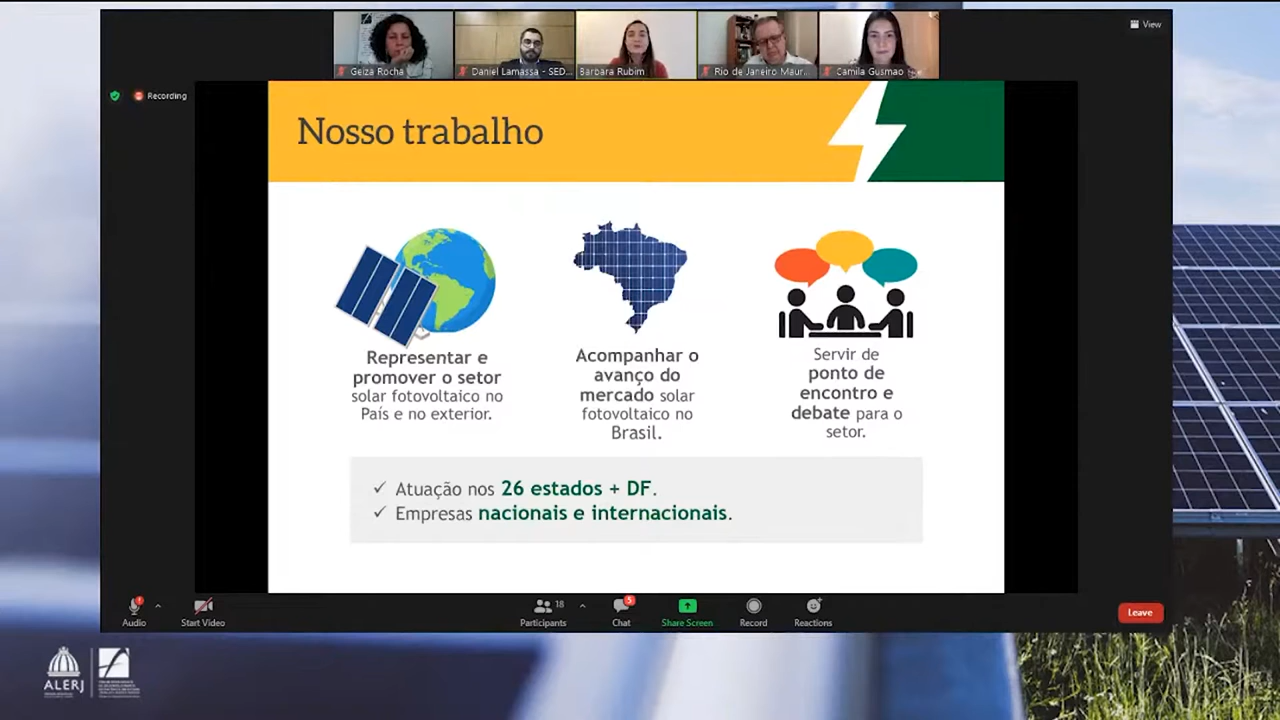 View
Geiza Rocha
Daniel Lamassa - SED...
Barbara Rubim
Rio de Janeiro Maur...
Camila Gusmao
Recording
Nosso trabalho
Representar e
promover o setor
solar fotovoltaico no
País e no exterior.
Acompanhar o
avanço do
mercado solar
fotovoltaico no
Brasil.
Servir de
ponto de
encontro e
debate para o
setor.
✓ Atuação nos 26 estados + DF.
✓ Empresas nacionais e internacionais.
Audio
Start Video
Participants
18
Chat
5
Share Screen
Record
Reactions
Leave
ALERJ